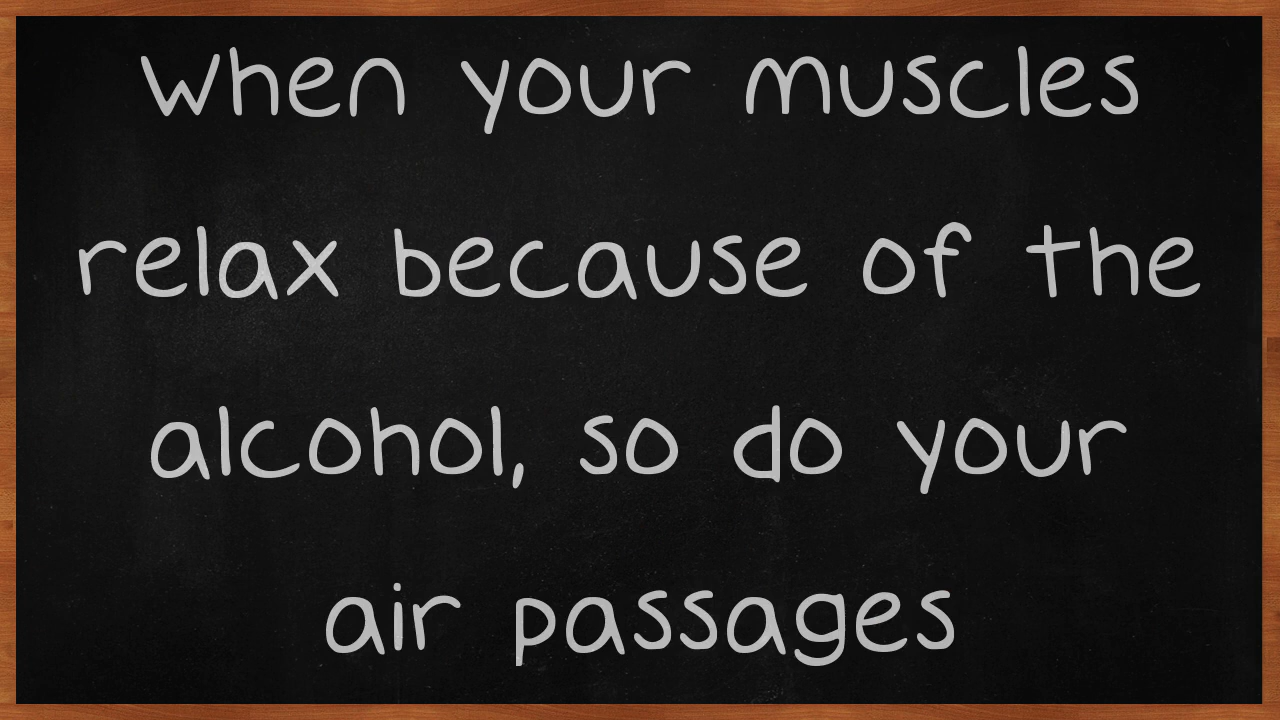 When your muscles
relax because of the
alcohol, so do your
air passages